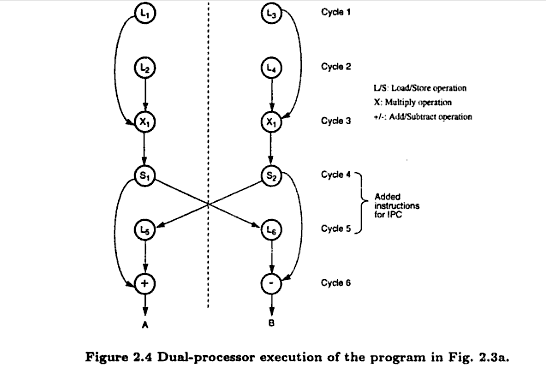 L1 L3 Cycle 1
L2 L4 Cycle 2
L/S: Load/Store operation
X: Multiply operation
X1 X1 Cycle 3
+/-: Add/Subtract operation
S1 S2 Cycle 4
Added
instructions
for IPC
L5 L6 Cycle 5
+ - Cycle 6
A B
Figure 2.4 Dual-processor execution of the program in Fig. 2.3a.